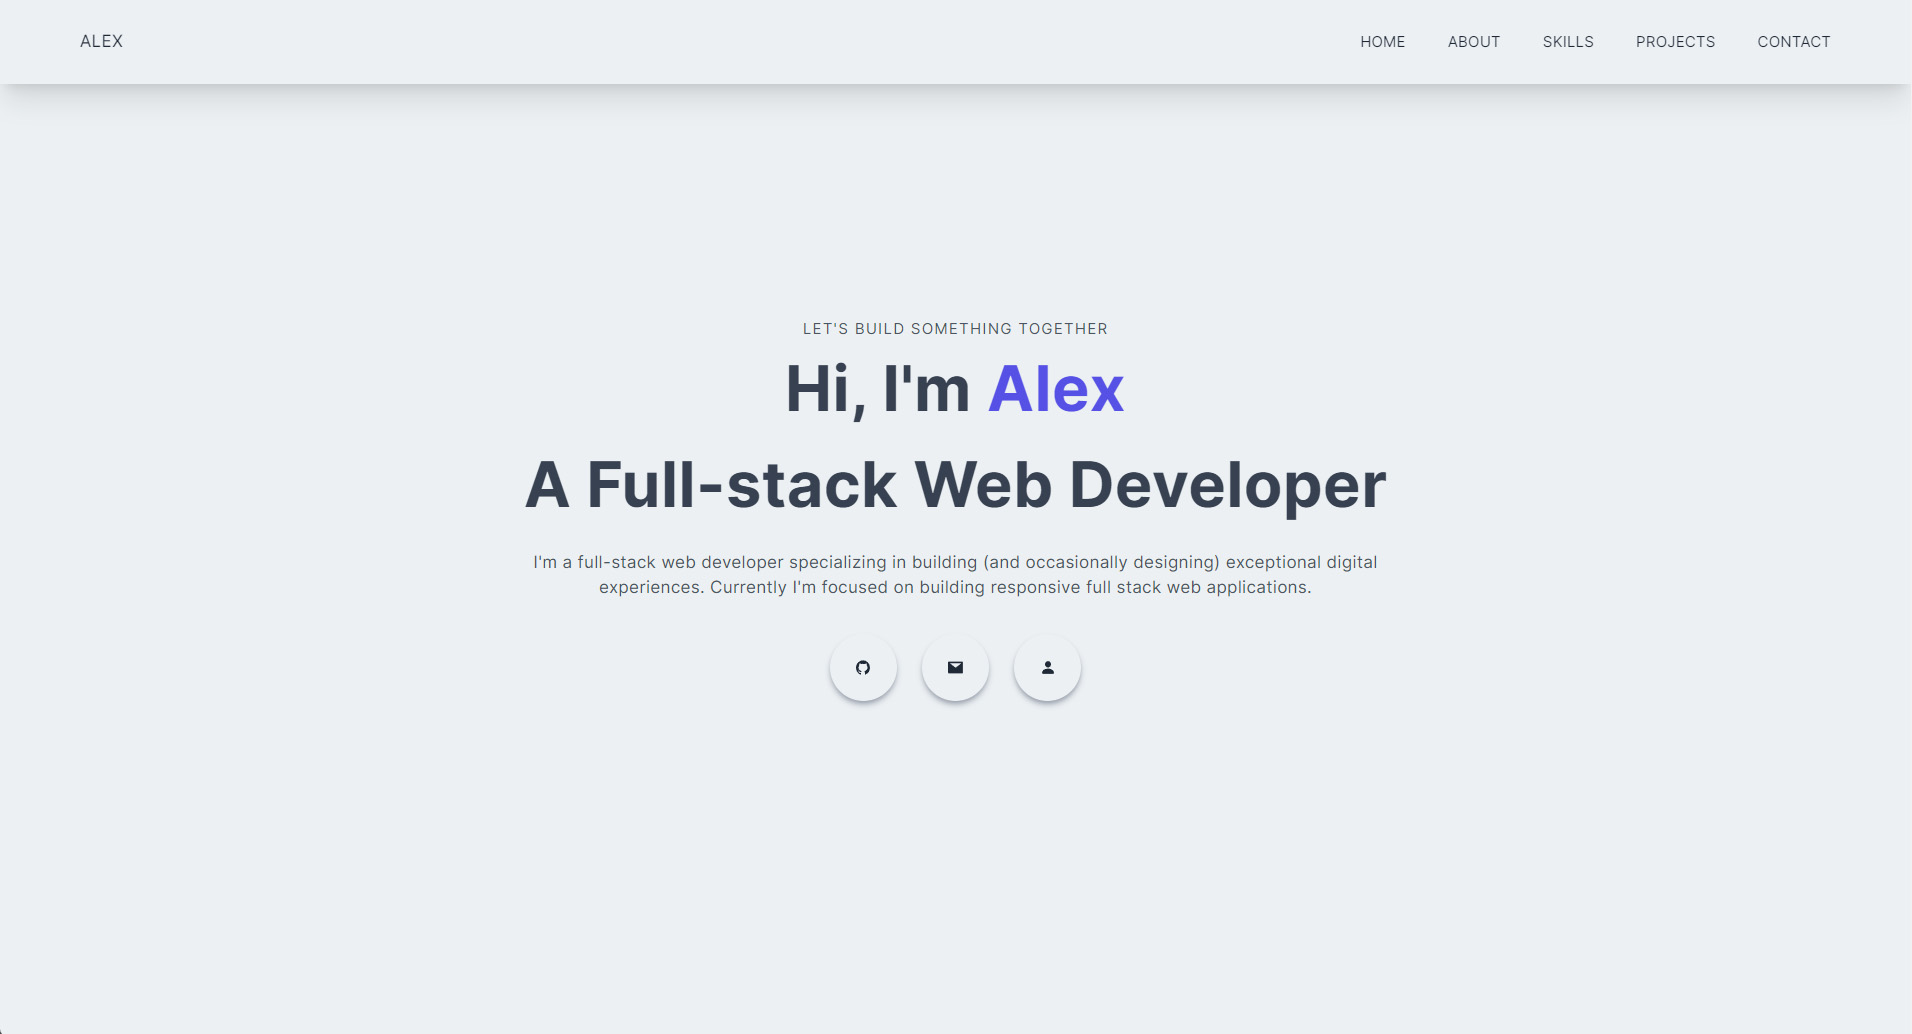 ALEX
HOME ABOUT SKILLS PROJECTS CONTACT
LET'S BUILD SOMETHING TOGETHER
Hi, I'm Alex
A Full-stack Web Developer
I'm a full-stack web developer specializing in building (and occasionally designing) exceptional digital
experiences. Currently I'm focused on building responsive full stack web applications.